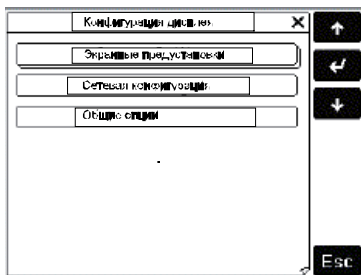 Конфигурация дисплея
Экранные предустановки
Сетевая конфигурация
Общие опции
Esc